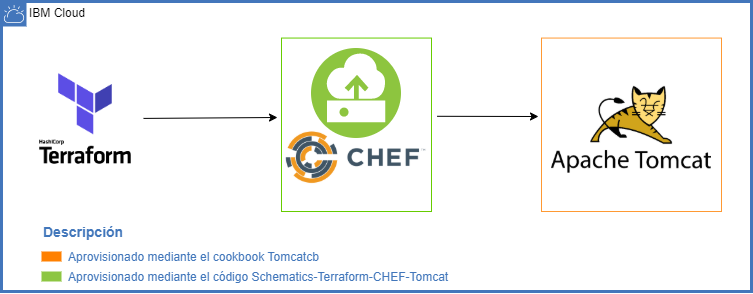 IBM Cloud
HashiCorp
Terraform
CHEF™
Apache Tomcat
Descripción
Aprovisionado mediante el cookbook Tomcatcb
Aprovisionado mediante el código Schematics-Terraform-CHEF-Tomcat